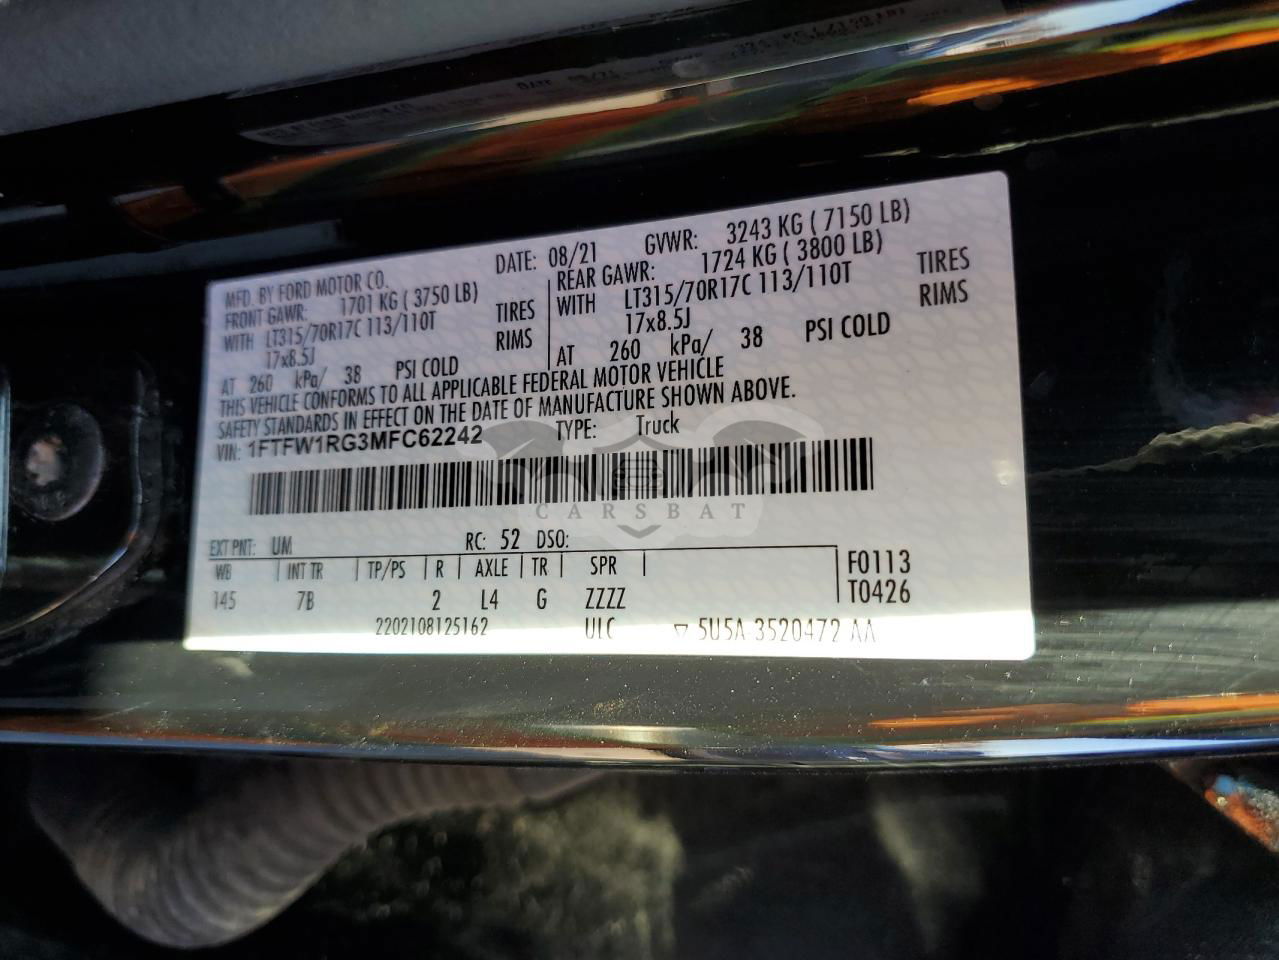 MFD. BY FORD MOTOR CO.
DATE: 08/21 GVWR: 3243 KG ( 7150 LB)
FRONT GAWR: 1701 KG ( 3750 LB)
WITH LT315/70R17C 113/110T TIRES
17x8.5J RIMS
AT 260 kPa/ 38 PSI COLD
REAR GAWR: 1724 KG ( 3800 LB)
WITH LT315/70R17C 113/110T TIRES
17x8.5J RIMS
AT 260 kPa/ 38 PSI COLD
THIS VEHICLE CONFORMS TO ALL APPLICABLE FEDERAL MOTOR VEHICLE
SAFETY STANDARDS IN EFFECT ON THE DATE OF MANUFACTURE SHOWN ABOVE.
VIN: 1FTFW1RG3MFC62242 TYPE: Truck
CARSBAT
EXT PNT: UM RC: 52 DSO:
WB INT TR TP/PS R AXLE TR SPR F0113
145 7B 2 L4 G ZZZZ T0426
2202108125162 ULC ▽ 5U5A-3520472-AA